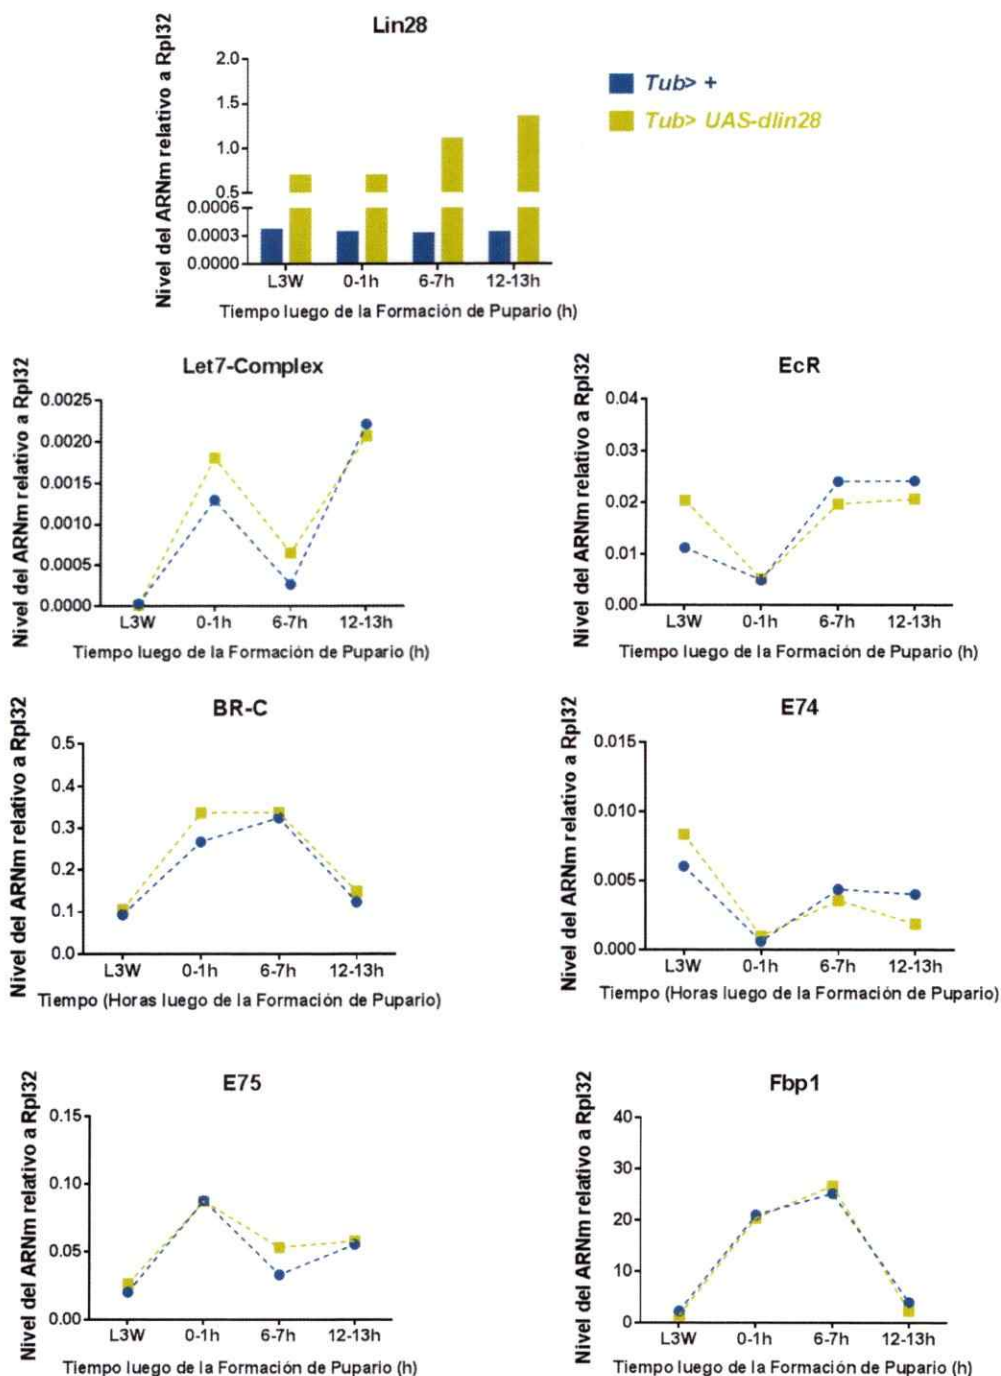 Lin28
Nivel del ARNm relativo a Rpl32
2.0
1.5
1.0
0.5
0.0006
0.0003
0.0000
L3W 0-1h 6-7h 12-13h
Tiempo luego de la Formación de Pupario (h)
Tub> +
Tub> UAS-dlin28
Let7-Complex
Nivel del ARNm relativo a Rpl32
0.0025
0.0020
0.0015
0.0010
0.0005
0.0000
L3W 0-1h 6-7h 12-13h
Tiempo luego de la Formación de Pupario (h)
EcR
Nivel del ARNm relativo a Rpl32
0.04
0.03
0.02
0.01
0.00
L3W 0-1h 6-7h 12-13h
Tiempo luego de la Formación de Pupario (h)
BR-C
Nivel del ARNm relativo a Rpl32
0.5
0.4
0.3
0.2
0.1
0.0
L3W 0-1h 6-7h 12-13h
Tiempo (Horas luego de la Formación de Pupario)
E74
Nivel del ARNm relativo a Rpl32
0.015
0.010
0.005
0.000
L3W 0-1h 6-7h 12-13h
Tiempo (Horas luego de la Formación de Pupario)
E75
Nivel del ARNm relativo a Rpl32
0.15
0.10
0.05
0.00
L3W 0-1h 6-7h 12-13h
Tiempo luego de la Formación de Pupario (h)
Fbp1
Nivel del ARNm relativo a Rpl32
40
30
20
10
0
L3W 0-1h 6-7h 12-13h
Tiempo luego de la Formación de Pupario (h)